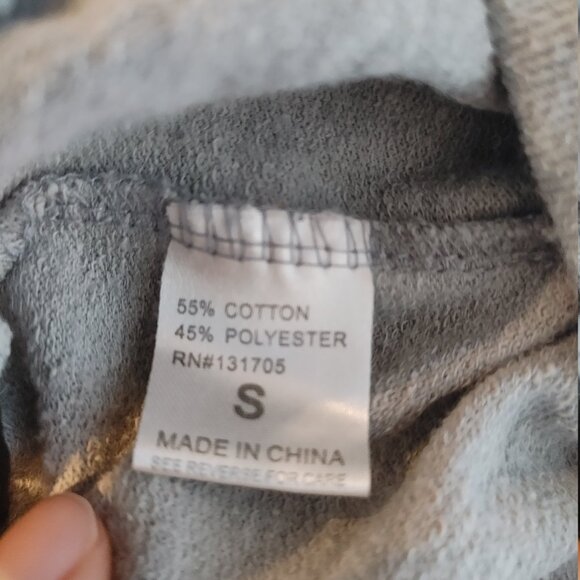 55% COTTON
45% POLYESTER
RN#131705
S
MADE IN CHINA
SEE REVERSE FOR CARE